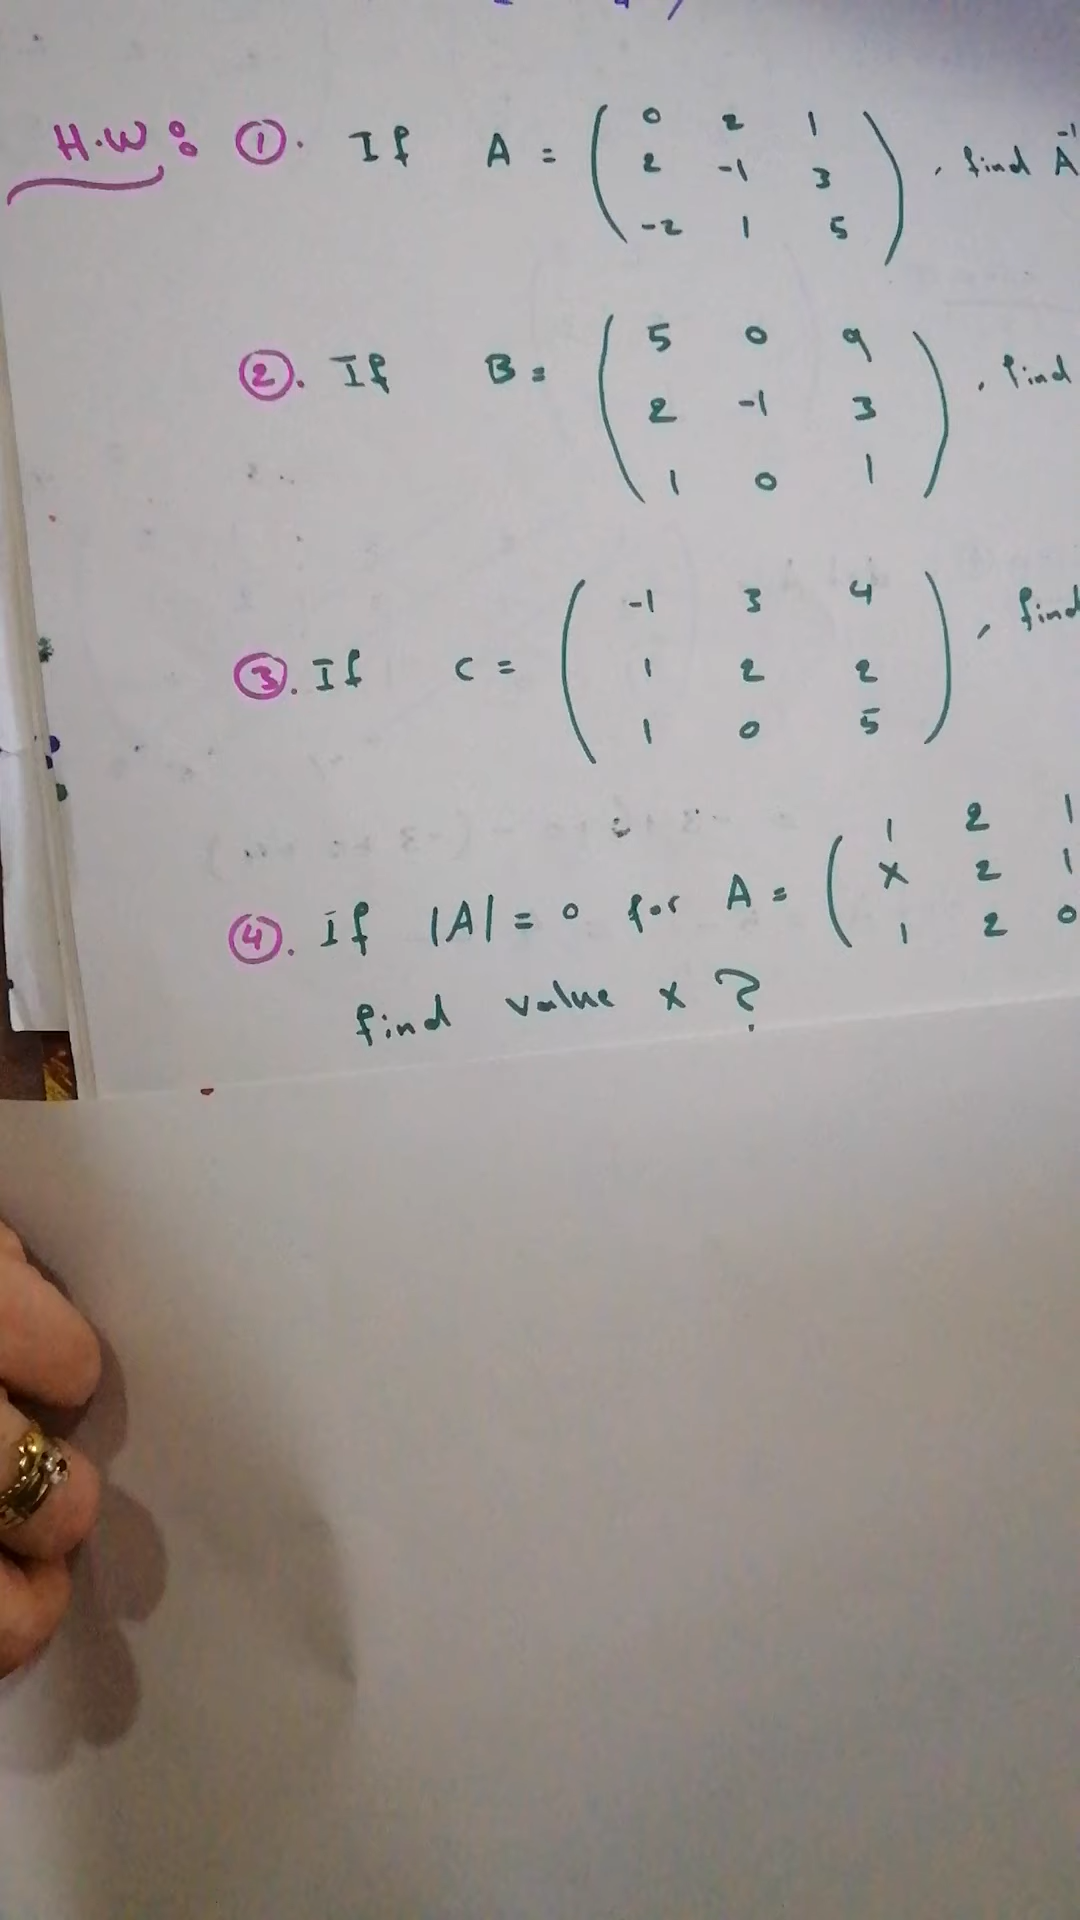 H.W: ①. If A = ( 0 2 1
2 -1 3
-2 1 5 ) , find A⁻¹
②. If B = ( 5 0 9
2 -1 3
1 0 1 ) , find
③. If C = ( -1 3 4
1 2 2
1 0 5 ) , find
④. If |A| = 0 for A = ( 1 2 1
x 2 1
1 2 0
find value x ?